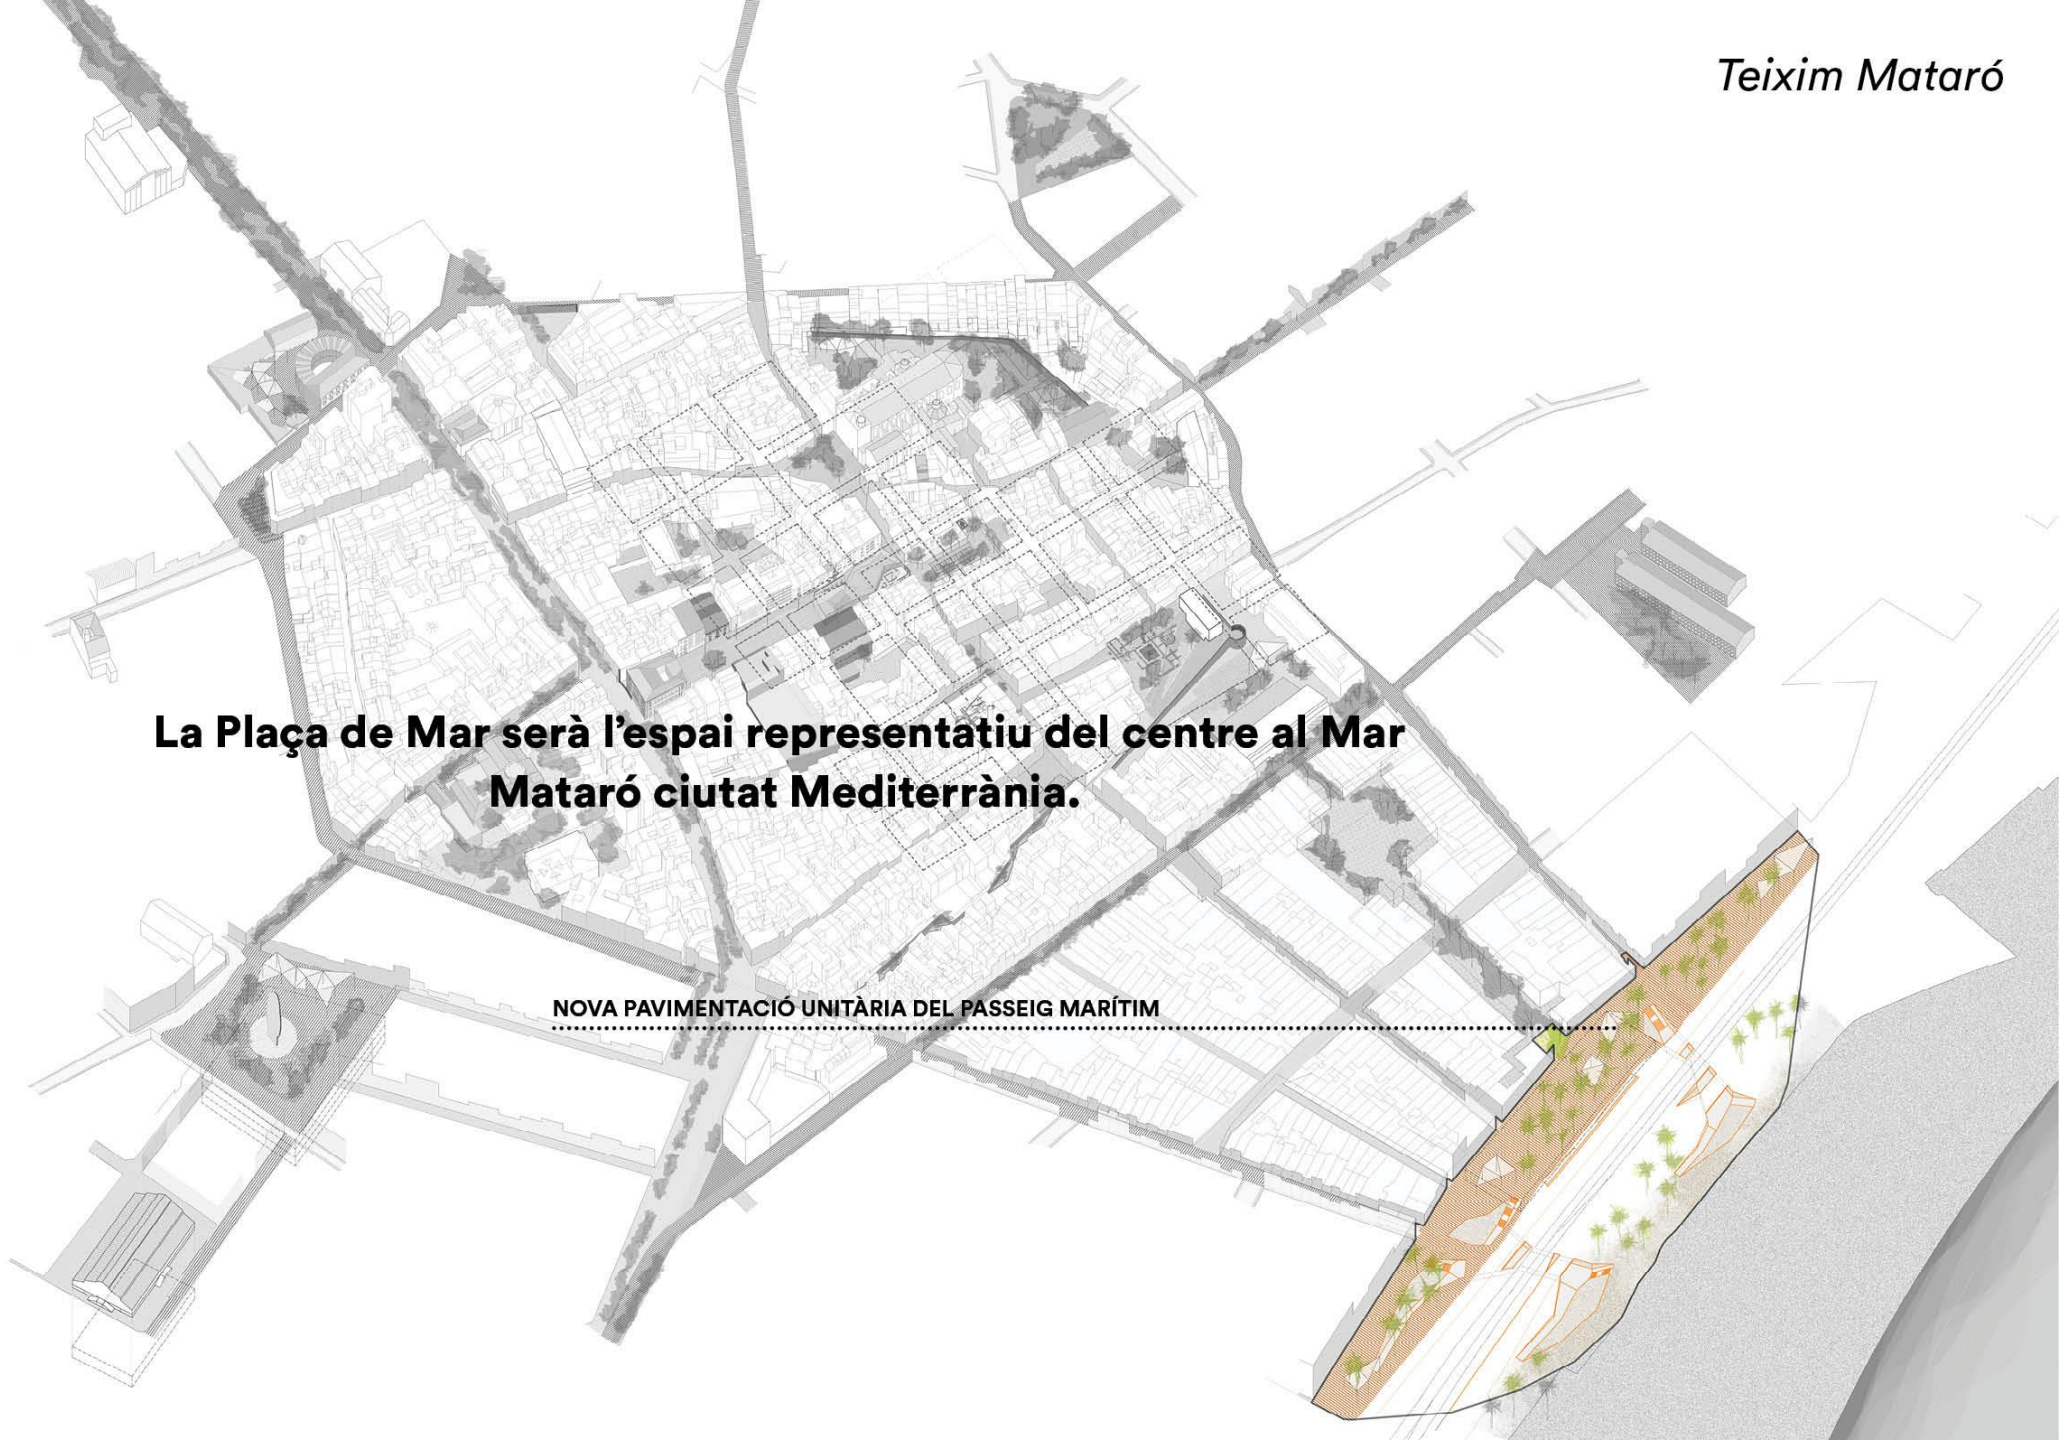 Teixim Mataró
La Plaça de Mar serà l’espai representatiu del centre al Mar
Mataró ciutat Mediterrània.
NOVA PAVIMENTACIÓ UNITÀRIA DEL PASSEIG MARÍTIM